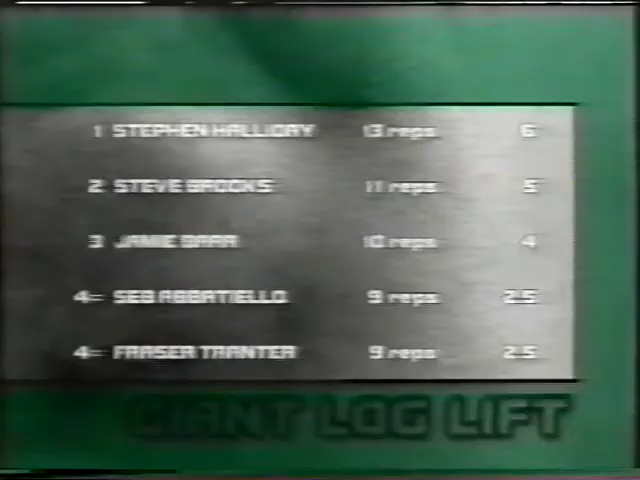 1 STEPHEN HALLIDAY 13 reps 6
2 STEVE BROOKS 11 reps 5
3 JAMIE BARR 10 reps 4
4= SEB ABBATIELLO 9 reps 2.5
4= FRASER TRANTER 9 reps 2.5
GIANT LOG LIFT